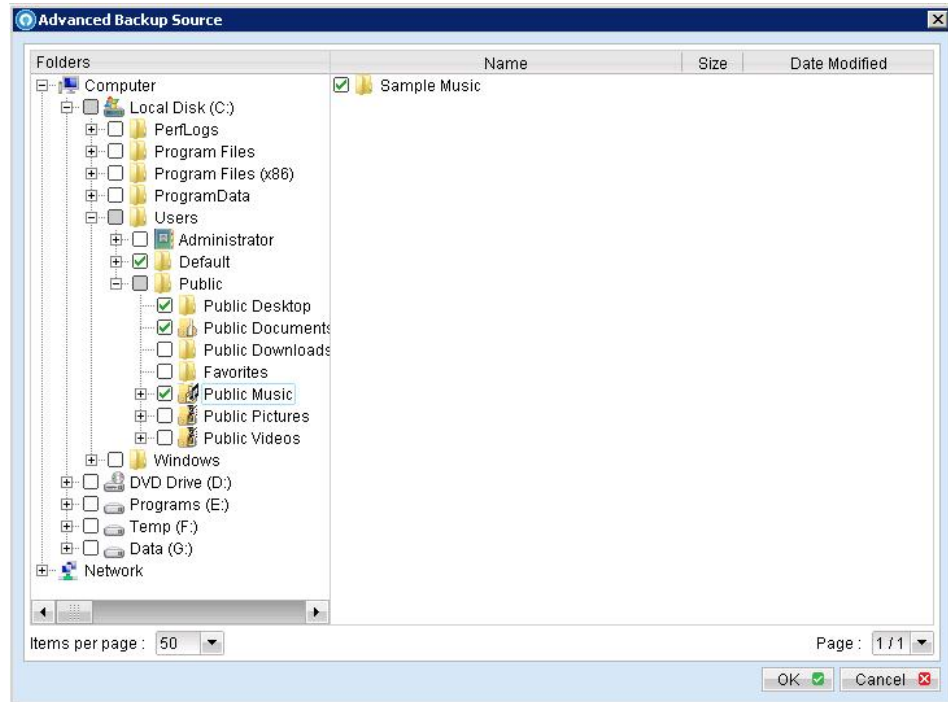 Advanced Backup Source
Folders Name Size Date Modified
Computer Sample Music
Local Disk (C:)
PerfLogs
Program Files
Program Files (x86)
ProgramData
Users
Administrator
Default
Public
Public Desktop
Public Documents
Public Downloads
Favorites
Public Music
Public Pictures
Public Videos
Windows
DVD Drive (D:)
Programs (E:)
Temp (F:)
Data (G:)
Network
Items per page : 50 Page : 1 / 1
OK Cancel